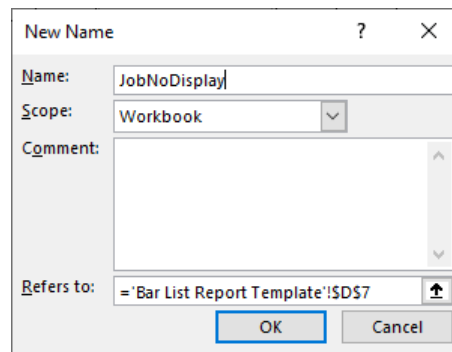 New Name ? ×
Name: JobNoDisplay
Scope: Workbook
Comment:
Refers to: ='Bar List Report Template'!$D$7
OK Cancel